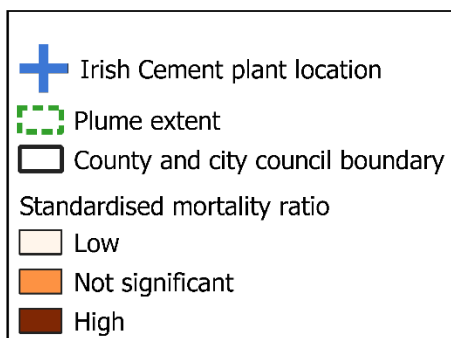 Irish Cement plant location
Plume extent
County and city council boundary
Standardised mortality ratio
Low
Not significant
High